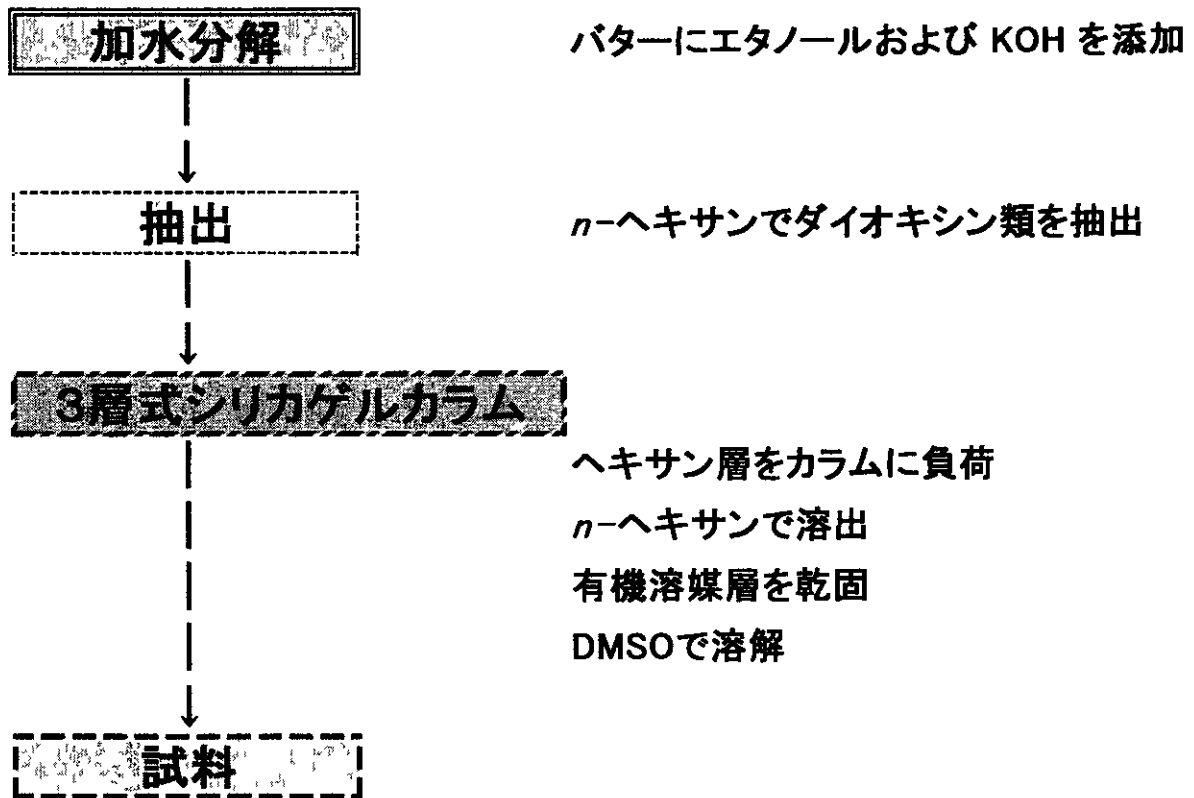 加水分解
バターにエタノールおよび KOH を添加
抽出
n-ヘキサンでダイオキシン類を抽出
3層式シリカゲルカラム
ヘキサン層をカラムに負荷
n-ヘキサンで溶出
有機溶媒層を乾固
DMSOで溶解
試料